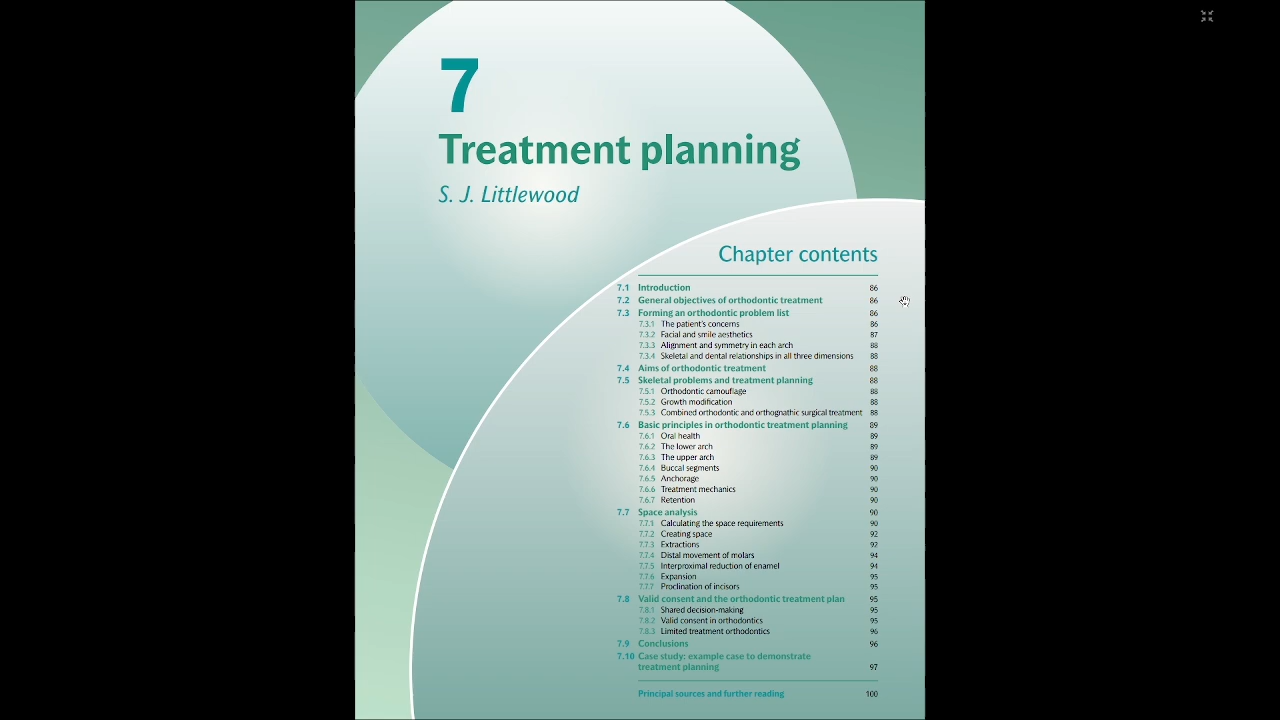 7
Treatment planning
S. J. Littlewood
Chapter contents
7.1 Introduction 86
7.2 General objectives of orthodontic treatment 86
7.3 Forming an orthodontic problem list 86
7.3.1 The patient's concerns 86
7.3.2 Facial and smile aesthetics 87
7.3.3 Alignment and symmetry in each arch 88
7.3.4 Skeletal and dental relationships in all three dimensions 88
7.4 Aims of orthodontic treatment 88
7.5 Skeletal problems and treatment planning 88
7.5.1 Orthodontic camouflage 88
7.5.2 Growth modification 88
7.5.3 Combined orthodontic and orthognathic surgical treatment 88
7.6 Basic principles in orthodontic treatment planning 89
7.6.1 Oral health 89
7.6.2 The lower arch 89
7.6.3 The upper arch 89
7.6.4 Buccal segments 90
7.6.5 Anchorage 90
7.6.6 Treatment mechanics 90
7.6.7 Retention 90
7.7 Space analysis 90
7.7.1 Calculating the space requirements 90
7.7.2 Creating space 92
7.7.3 Extractions 92
7.7.4 Distal movement of molars 94
7.7.5 Interproximal reduction of enamel 94
7.7.6 Expansion 95
7.7.7 Proclination of incisors 95
7.8 Valid consent and the orthodontic treatment plan 95
7.8.1 Shared decision-making 95
7.8.2 Valid consent in orthodontics 95
7.8.3 Limited treatment orthodontics 96
7.9 Conclusions 96
7.10 Case study: example case to demonstrate
treatment planning 97
Principal sources and further reading 100